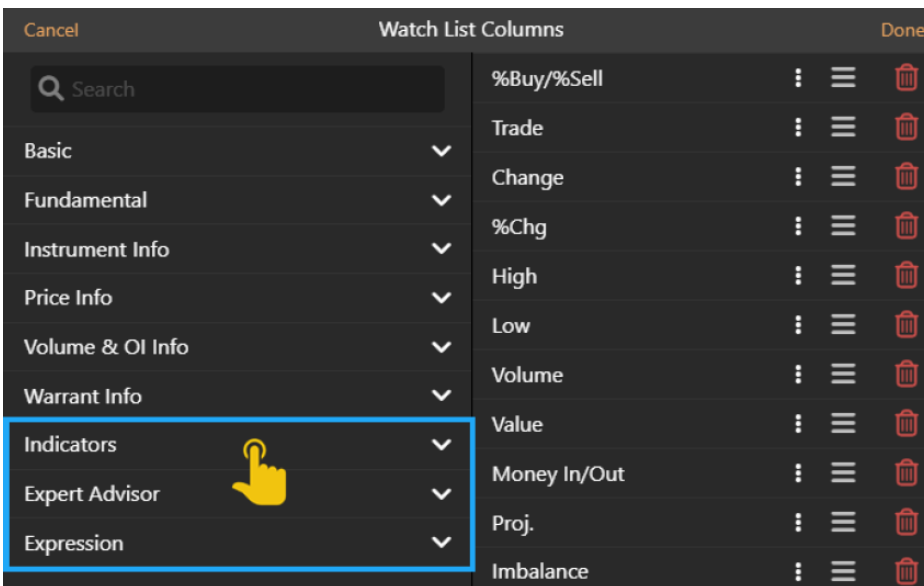 Cancel
Watch List Columns
Done
Search
Basic
Fundamental
Instrument Info
Price Info
Volume & OI Info
Warrant Info
Indicators
Expert Advisor
Expression
%Buy/%Sell
Trade
Change
%Chg
High
Low
Volume
Value
Money In/Out
Proj.
Imbalance